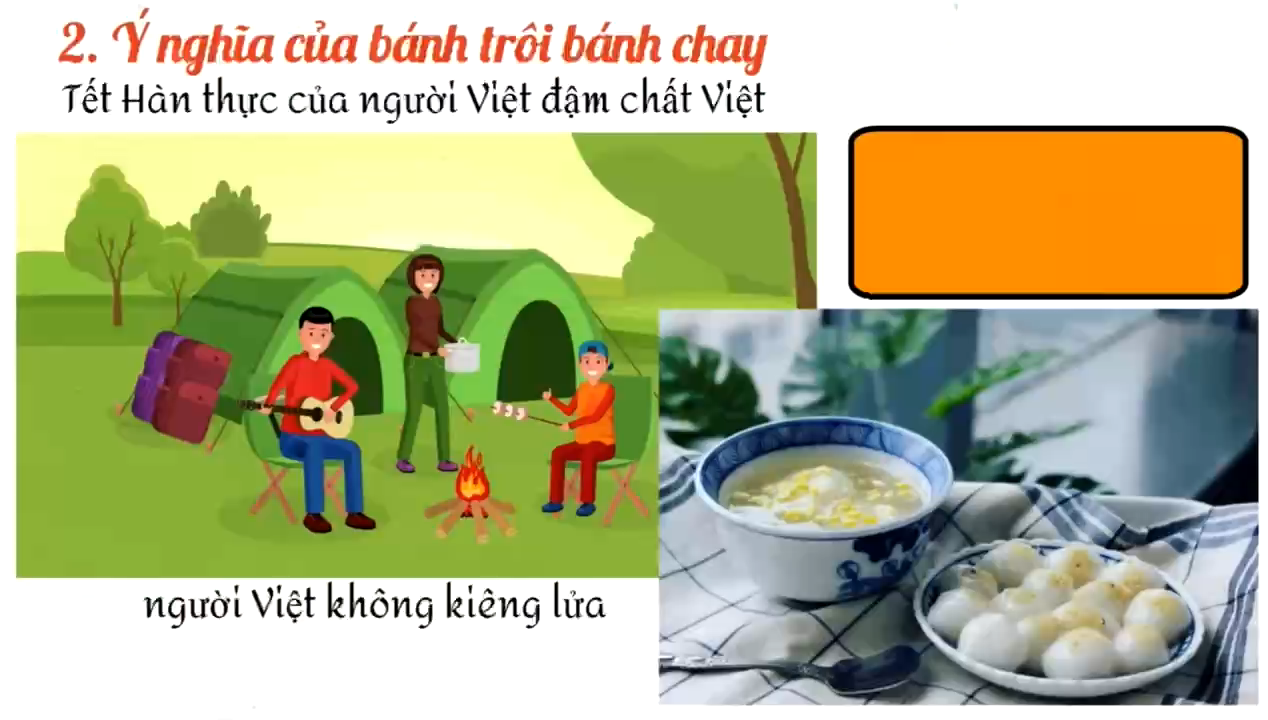 2. Ý nghĩa của bánh trôi bánh chay
Tết Hàn thực của người Việt đậm chất Việt
người Việt không kiêng lửa